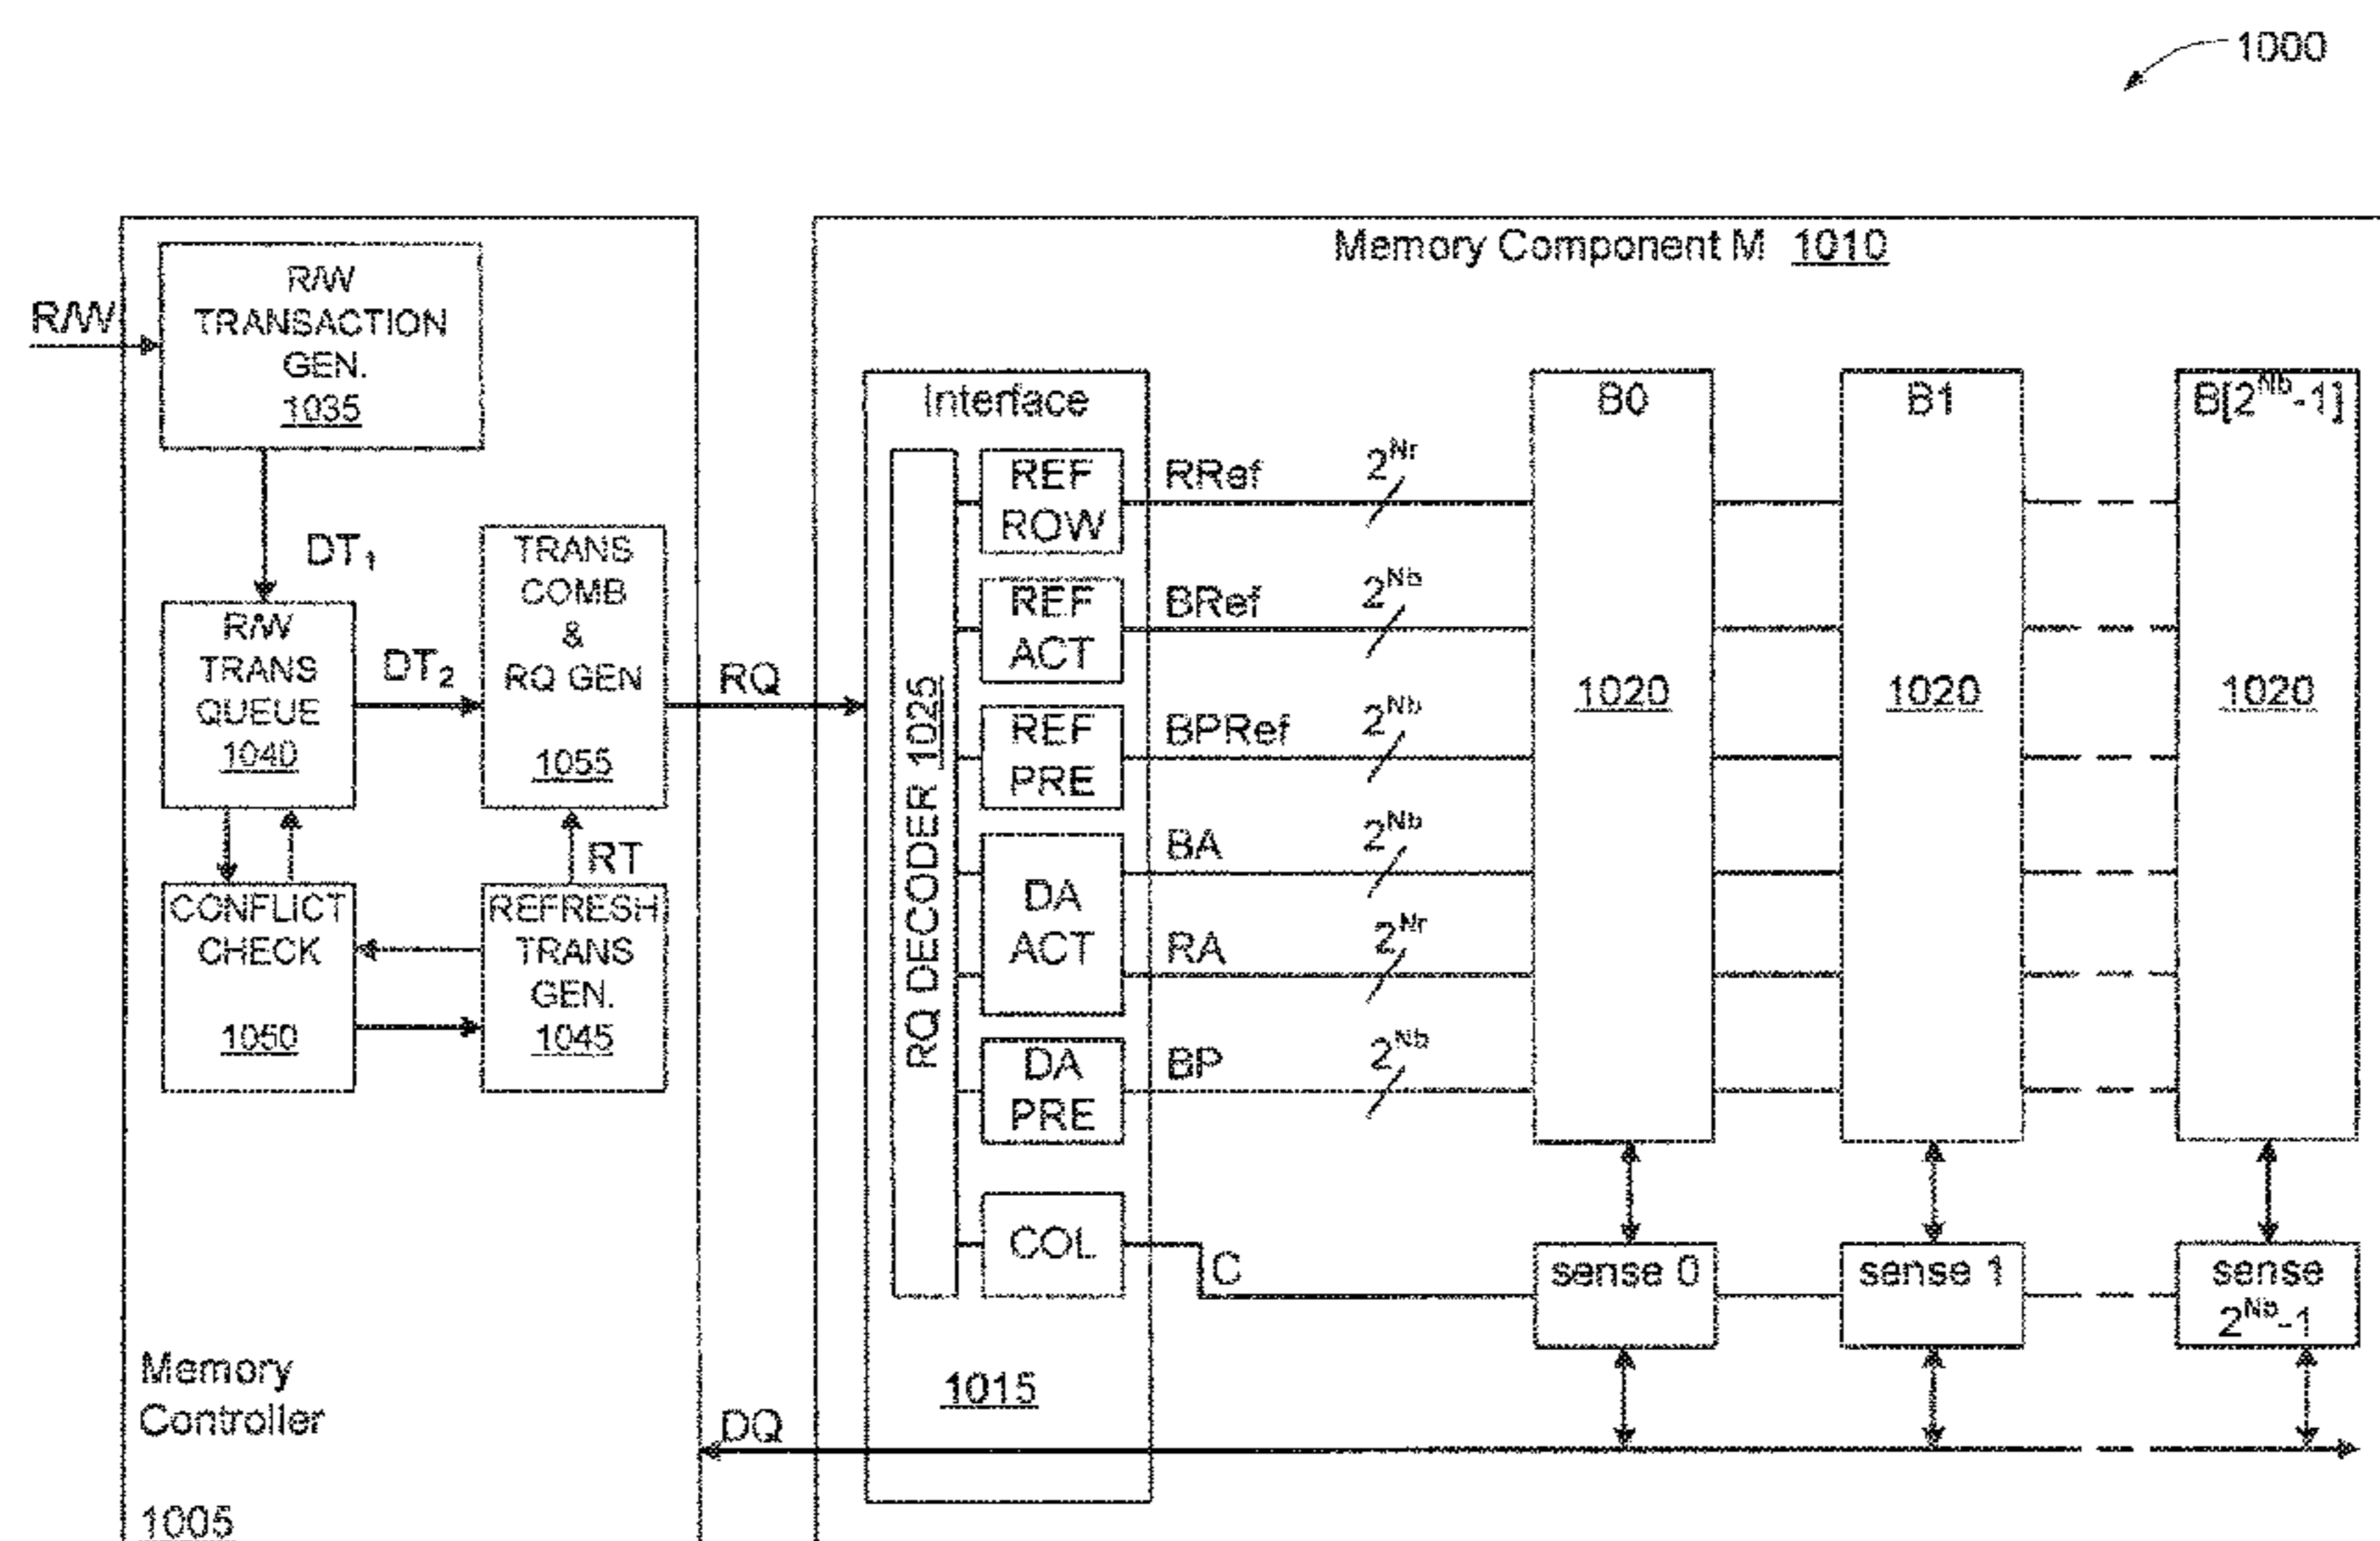 1000
Memory Component M 1010
R/W
R/W
TRANSACTION
GEN.
1035
DT1
R/W
TRANS
QUEUE
1040
DT2
TRANS
COMB
&
RQ GEN
1055
RT
CONFLICT
CHECK
1050
REFRESH
TRANS
GEN.
1045
Memory
Controller
1005
RQ
DQ
Interface
RQ DECODER 1025
REF
ROW
REF
ACT
REF
PRE
DA
ACT
DA
PRE
COL
1015
RRef 2^Nr
BRef 2^Nb
BPRef 2^Nb
BA 2^Nb
RA 2^Nr
BP 2^Nb
C
B0
1020
B1
1020
B[2^Nb-1]
1020
sense 0
sense 1
sense
2^Nb-1